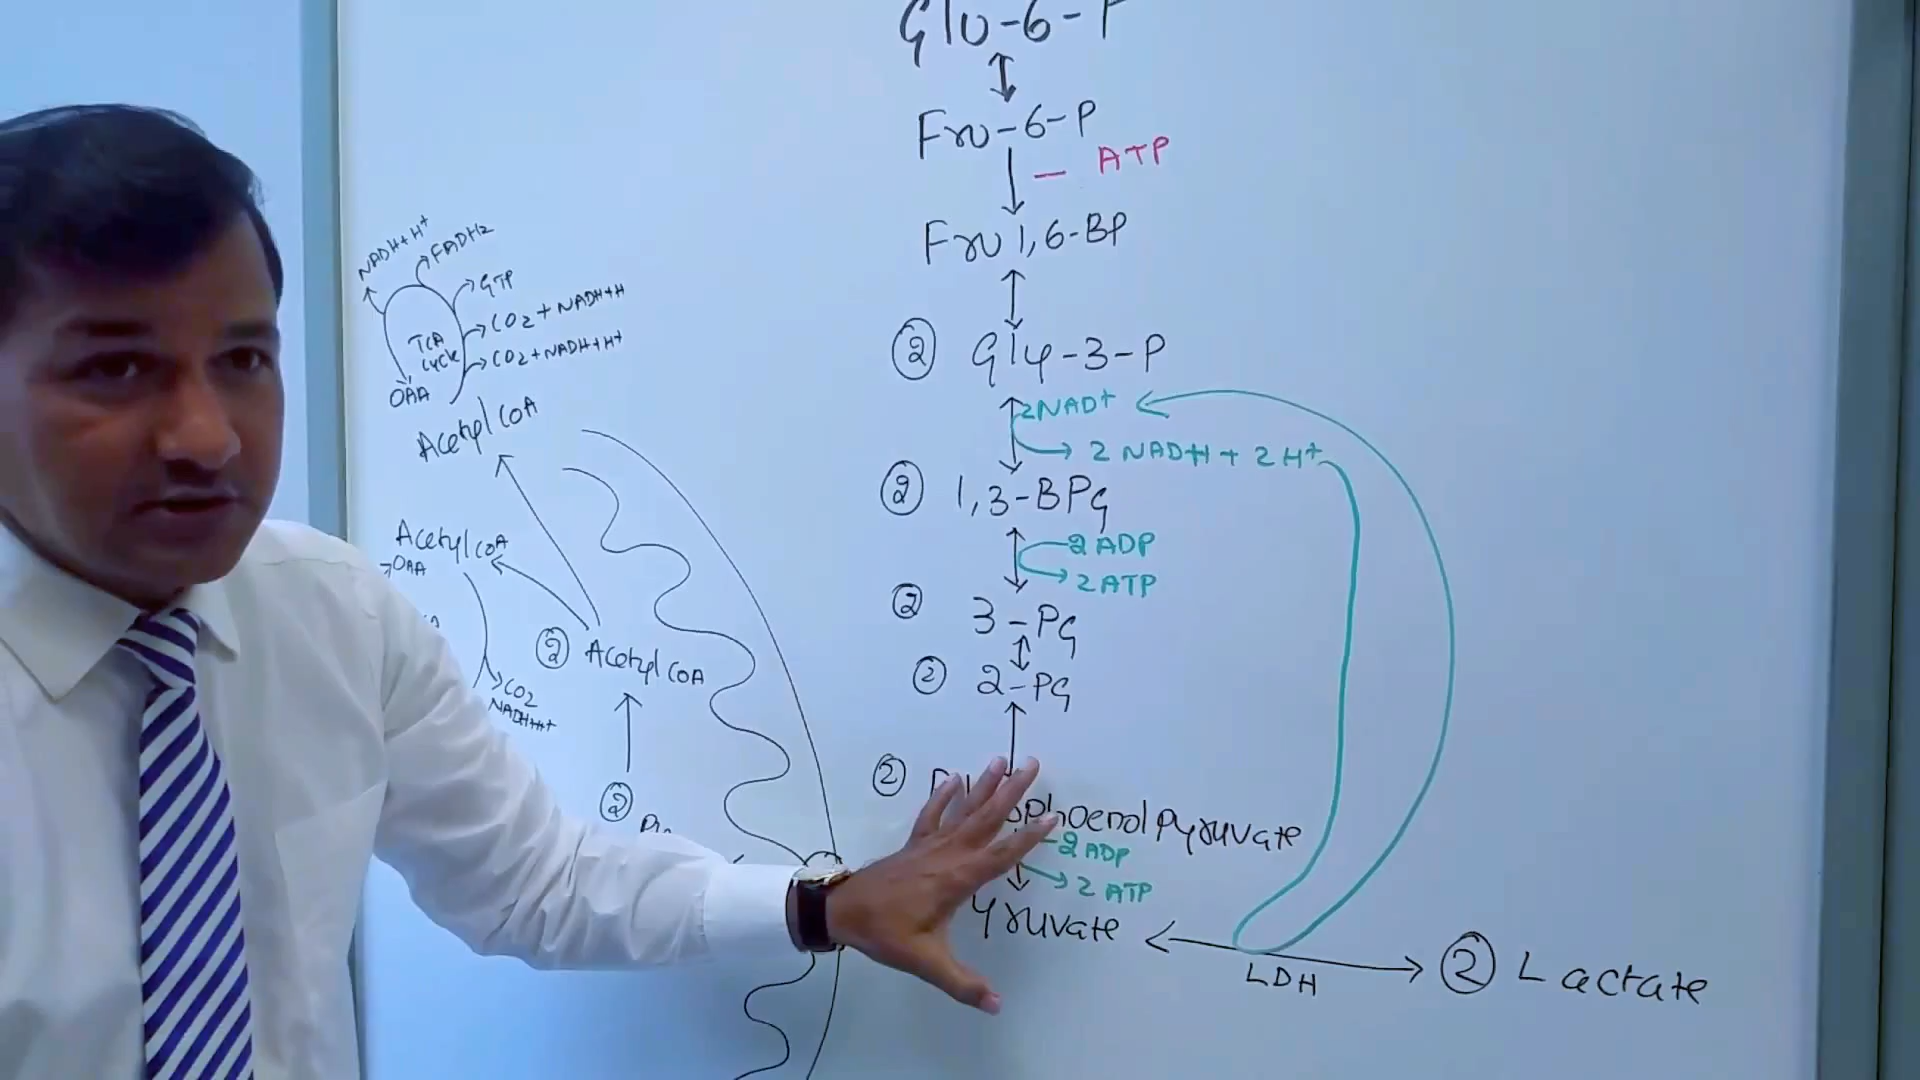 Glu-6-P
Fru-6-P
— ATP
Fru 1,6-BP
② Gly-3-P
2NAD+
2 NADH + 2H+
② 1,3-BPG
2 ADP
2 ATP
② 3-PG
② 2-PG
②
phoenolpyruvate
2 ADP
2 ATP
yruvate
LDH
② Lactate
NADH+H+
FADH2
GTP
CO2 + NADH+H
CO2+NADH+H+
TCA
cycle
OAA
Acetyl COA
Acetyl COA
OAA
CO2
② Acetyl COA
②